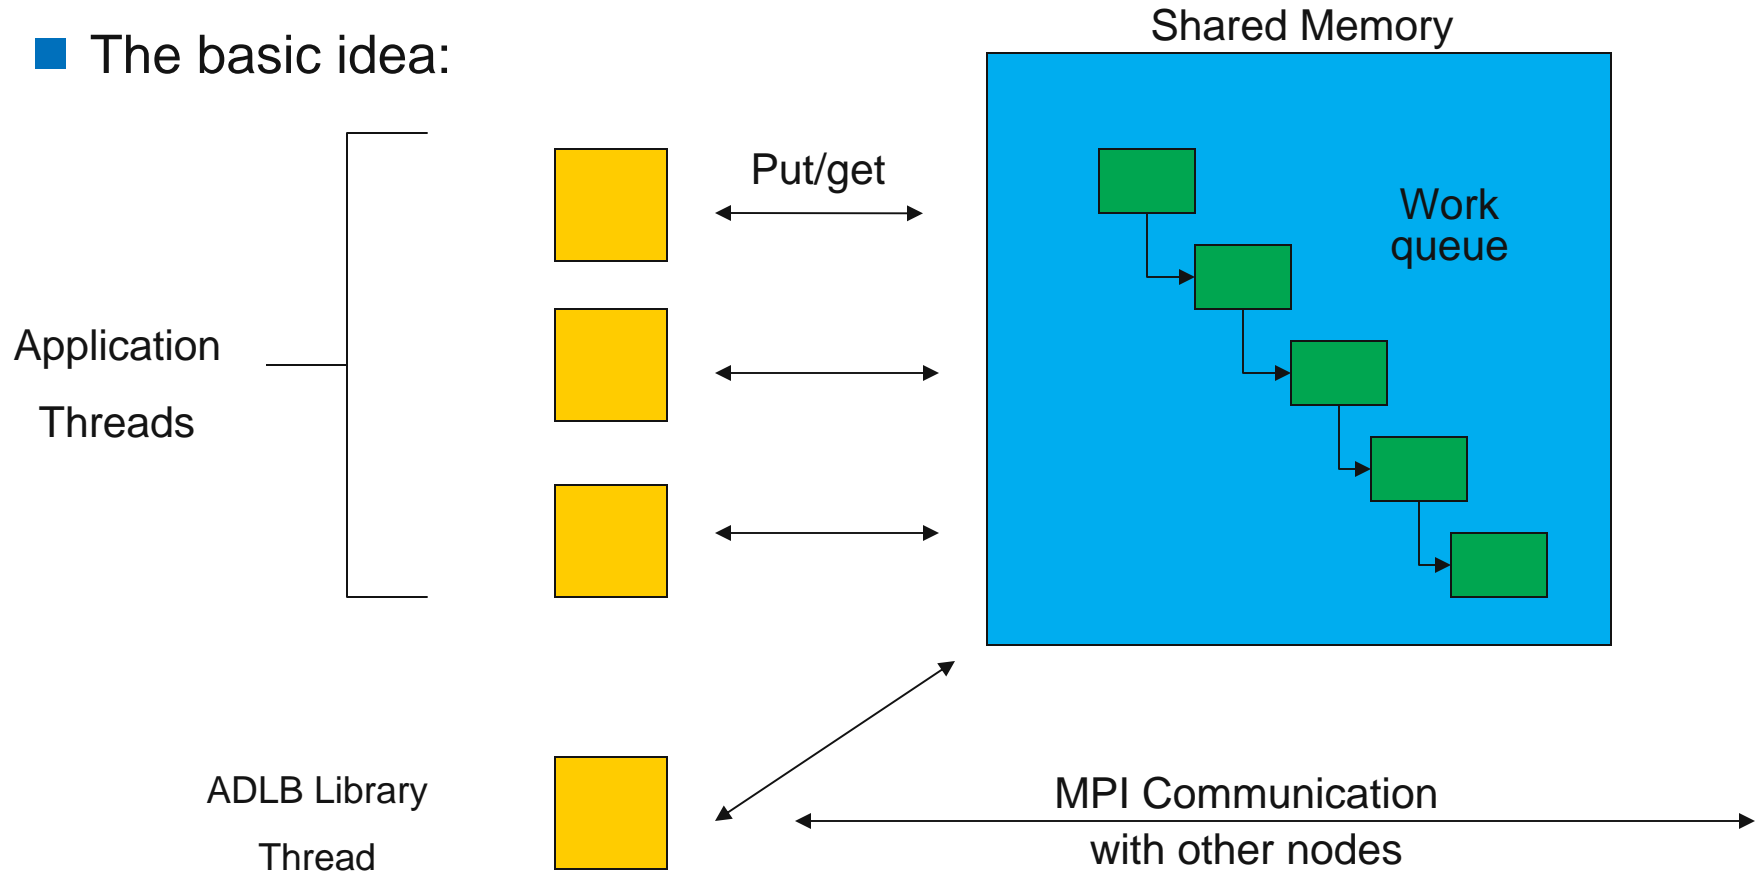 The basic idea:
Shared Memory
Put/get
Work
queue
Application
Threads
ADLB Library
Thread
MPI Communication
with other nodes